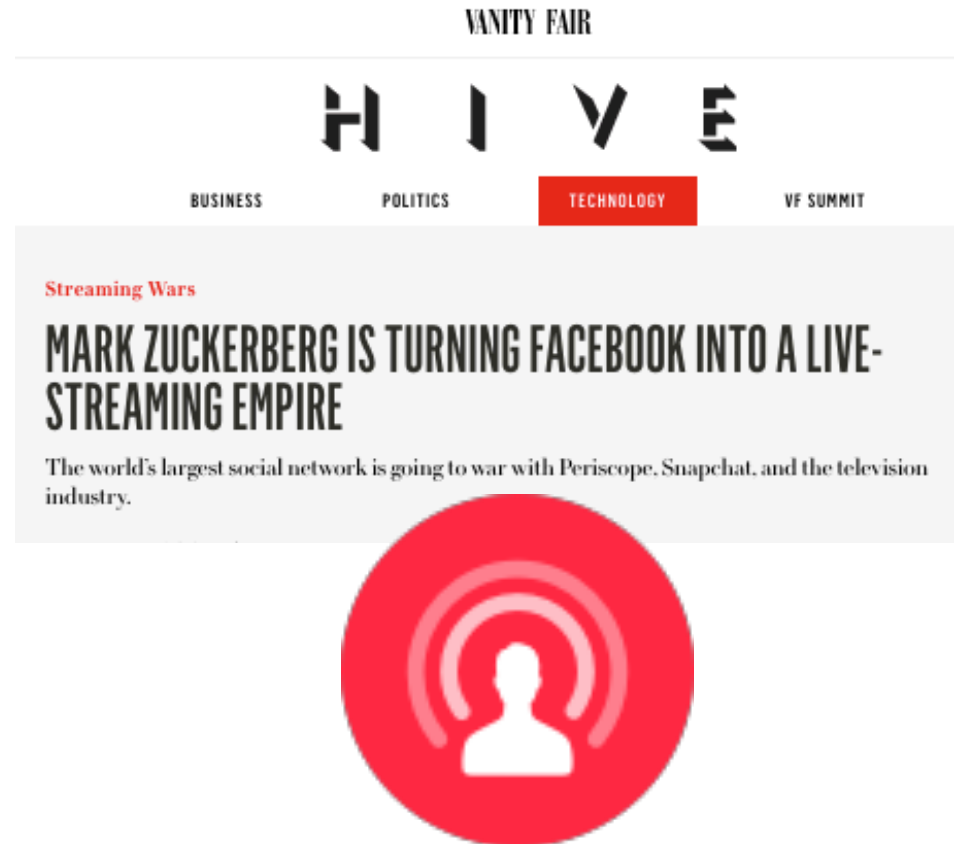 VANITY FAIR
HIVE
BUSINESS POLITICS TECHNOLOGY VF SUMMIT
Streaming Wars
MARK ZUCKERBERG IS TURNING FACEBOOK INTO A LIVE-
STREAMING EMPIRE
The world's largest social network is going to war with Periscope, Snapchat, and the television
industry.